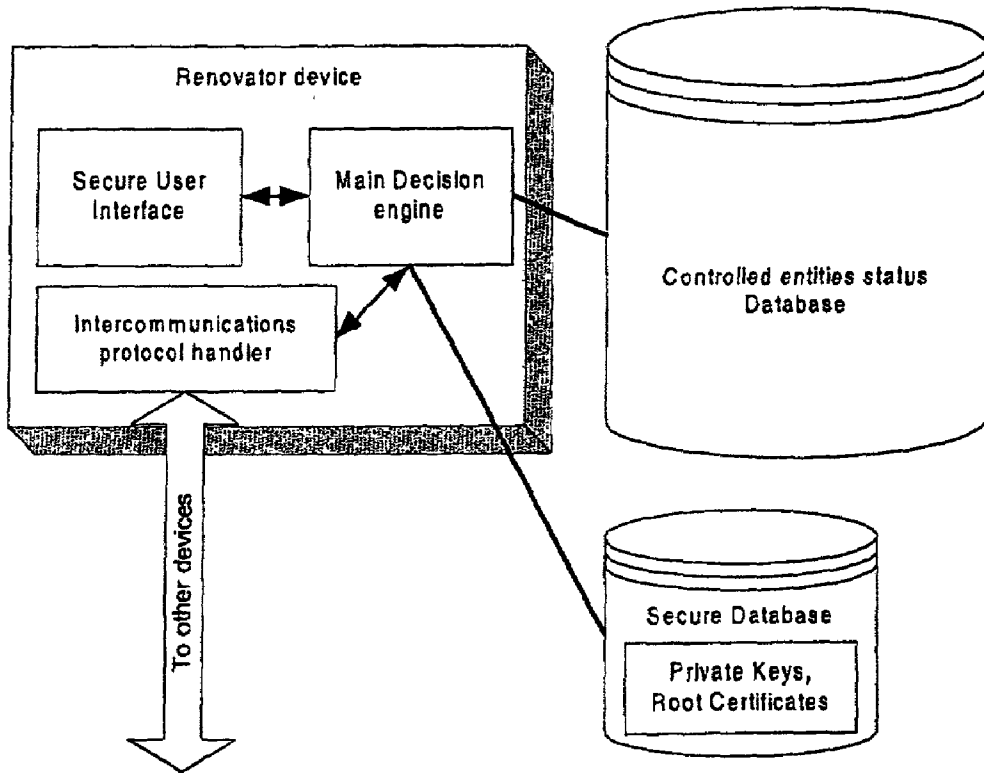 Renovator device
Secure User
Interface
Main Decision
engine
Intercommunications
protocol handler
Controlled entities status
Database
To other devices
Secure Database
Private Keys,
Root Certificates